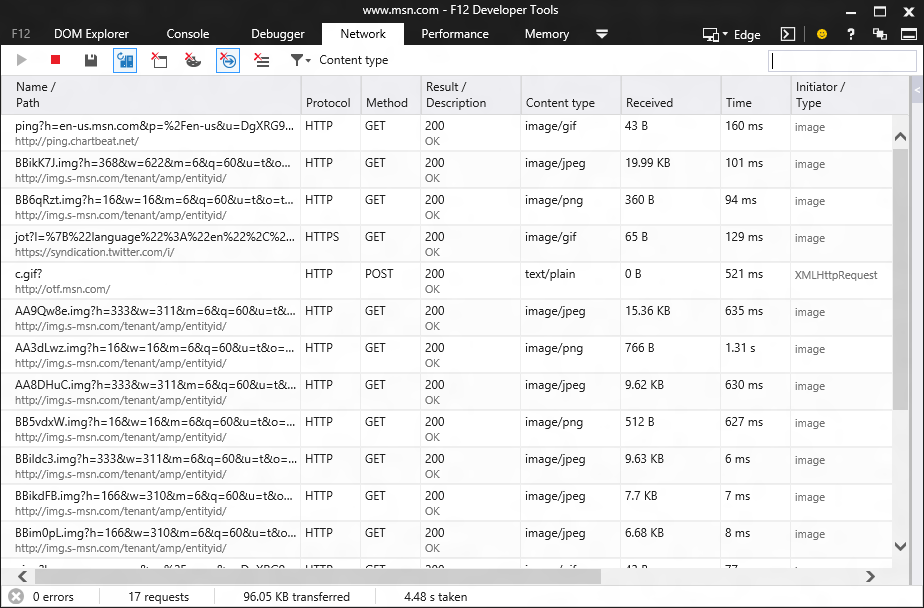 www.msn.com - F12 Developer Tools
F12 DOM Explorer Console Debugger Network Performance Memory Edge ?
Content type
Name / Result / Initiator /
Path Protocol Method Description Content type Received Time Type
ping?h=en-us.msn.com&p=%2Fen-us&u=DgXRG9... HTTP GET 200 image/gif 43 B 160 ms image
http://ping.chartbeat.net/ OK
BBikK7J.img?h=368&w=622&m=6&q=60&u=t&o... HTTP GET 200 image/jpeg 19.99 KB 101 ms image
http://img.s-msn.com/tenant/amp/entityid/ OK
BB6qRzt.img?h=16&w=16&m=6&q=60&u=t&o=t... HTTP GET 200 image/png 360 B 94 ms image
http://img.s-msn.com/tenant/amp/entityid/ OK
jot?l=%7B%22language%22%3A%22en%22%2C%2... HTTPS GET 200 image/gif 65 B 129 ms image
https://syndication.twitter.com/i/ OK
c.gif? HTTP POST 200 text/plain 0 B 521 ms XMLHttpRequest
http://otf.msn.com/ OK
AA9Qw8e.img?h=333&w=311&m=6&q=60&u=t&... HTTP GET 200 image/jpeg 15.36 KB 635 ms image
http://img.s-msn.com/tenant/amp/entityid/ OK
AA3dLwz.img?h=16&w=16&m=6&q=60&u=t&o=... HTTP GET 200 image/png 766 B 1.31 s image
http://img.s-msn.com/tenant/amp/entityid/ OK
AA8DHuC.img?h=333&w=311&m=6&q=60&u=t&... HTTP GET 200 image/jpeg 9.62 KB 630 ms image
http://img.s-msn.com/tenant/amp/entityid/ OK
BB5vdxW.img?h=16&w=16&m=6&q=60&u=t&o=... HTTP GET 200 image/png 512 B 627 ms image
http://img.s-msn.com/tenant/amp/entityid/ OK
BBildc3.img?h=333&w=311&m=6&q=60&u=t&o=... HTTP GET 200 image/jpeg 9.63 KB 6 ms image
http://img.s-msn.com/tenant/amp/entityid/ OK
BBikdFB.img?h=166&w=310&m=6&q=60&u=t&o... HTTP GET 200 image/jpeg 7.7 KB 7 ms image
http://img.s-msn.com/tenant/amp/entityid/ OK
BBim0pL.img?h=166&w=310&m=6&q=60&u=t&o... HTTP GET 200 image/jpeg 6.68 KB 8 ms image
http://img.s-msn.com/tenant/amp/entityid/ OK
0 errors 17 requests 96.05 KB transferred 4.48 s taken